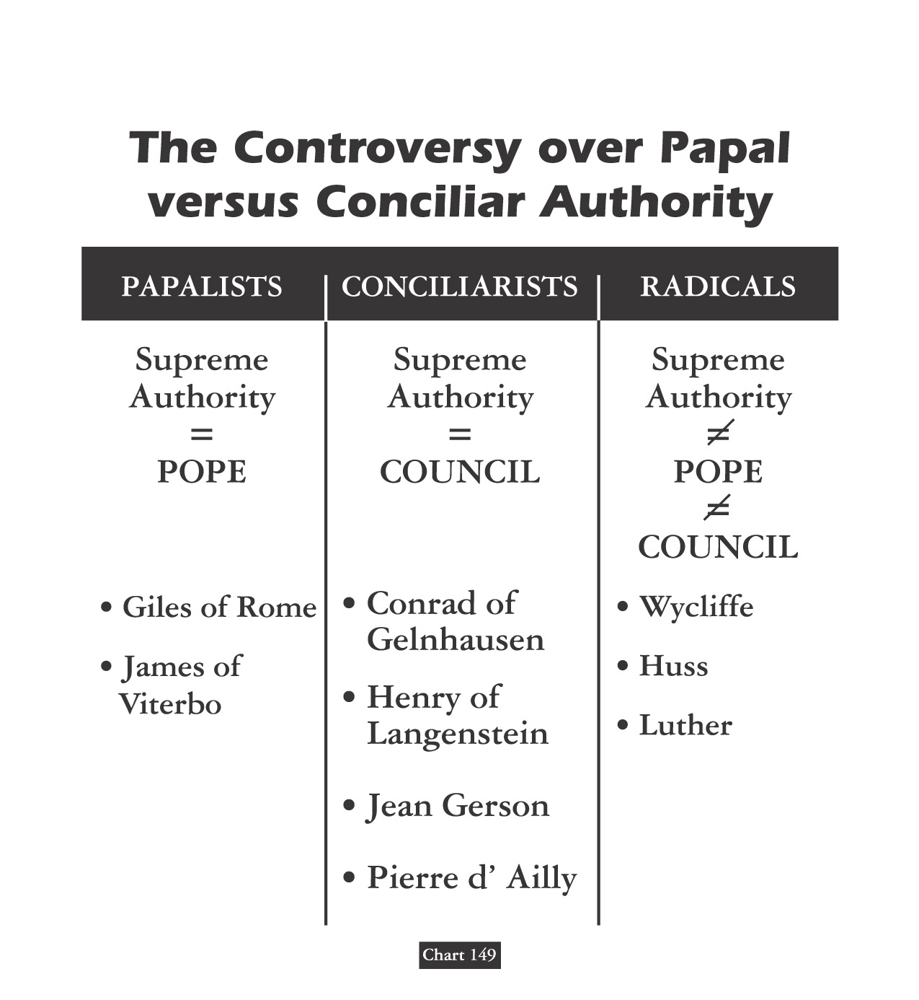 The Controversy over Papal
versus Conciliar Authority
PAPALISTS
Supreme
Authority
=
POPE
• Giles of Rome
• James of
Viterbo
CONCILIARISTS
Supreme
Authority
=
COUNCIL
• Conrad of
Gelnhausen
• Henry of
Langenstein
• Jean Gerson
• Pierre d’ Ailly
RADICALS
Supreme
Authority
≠
POPE
≠
COUNCIL
• Wycliffe
• Huss
• Luther
Chart 149